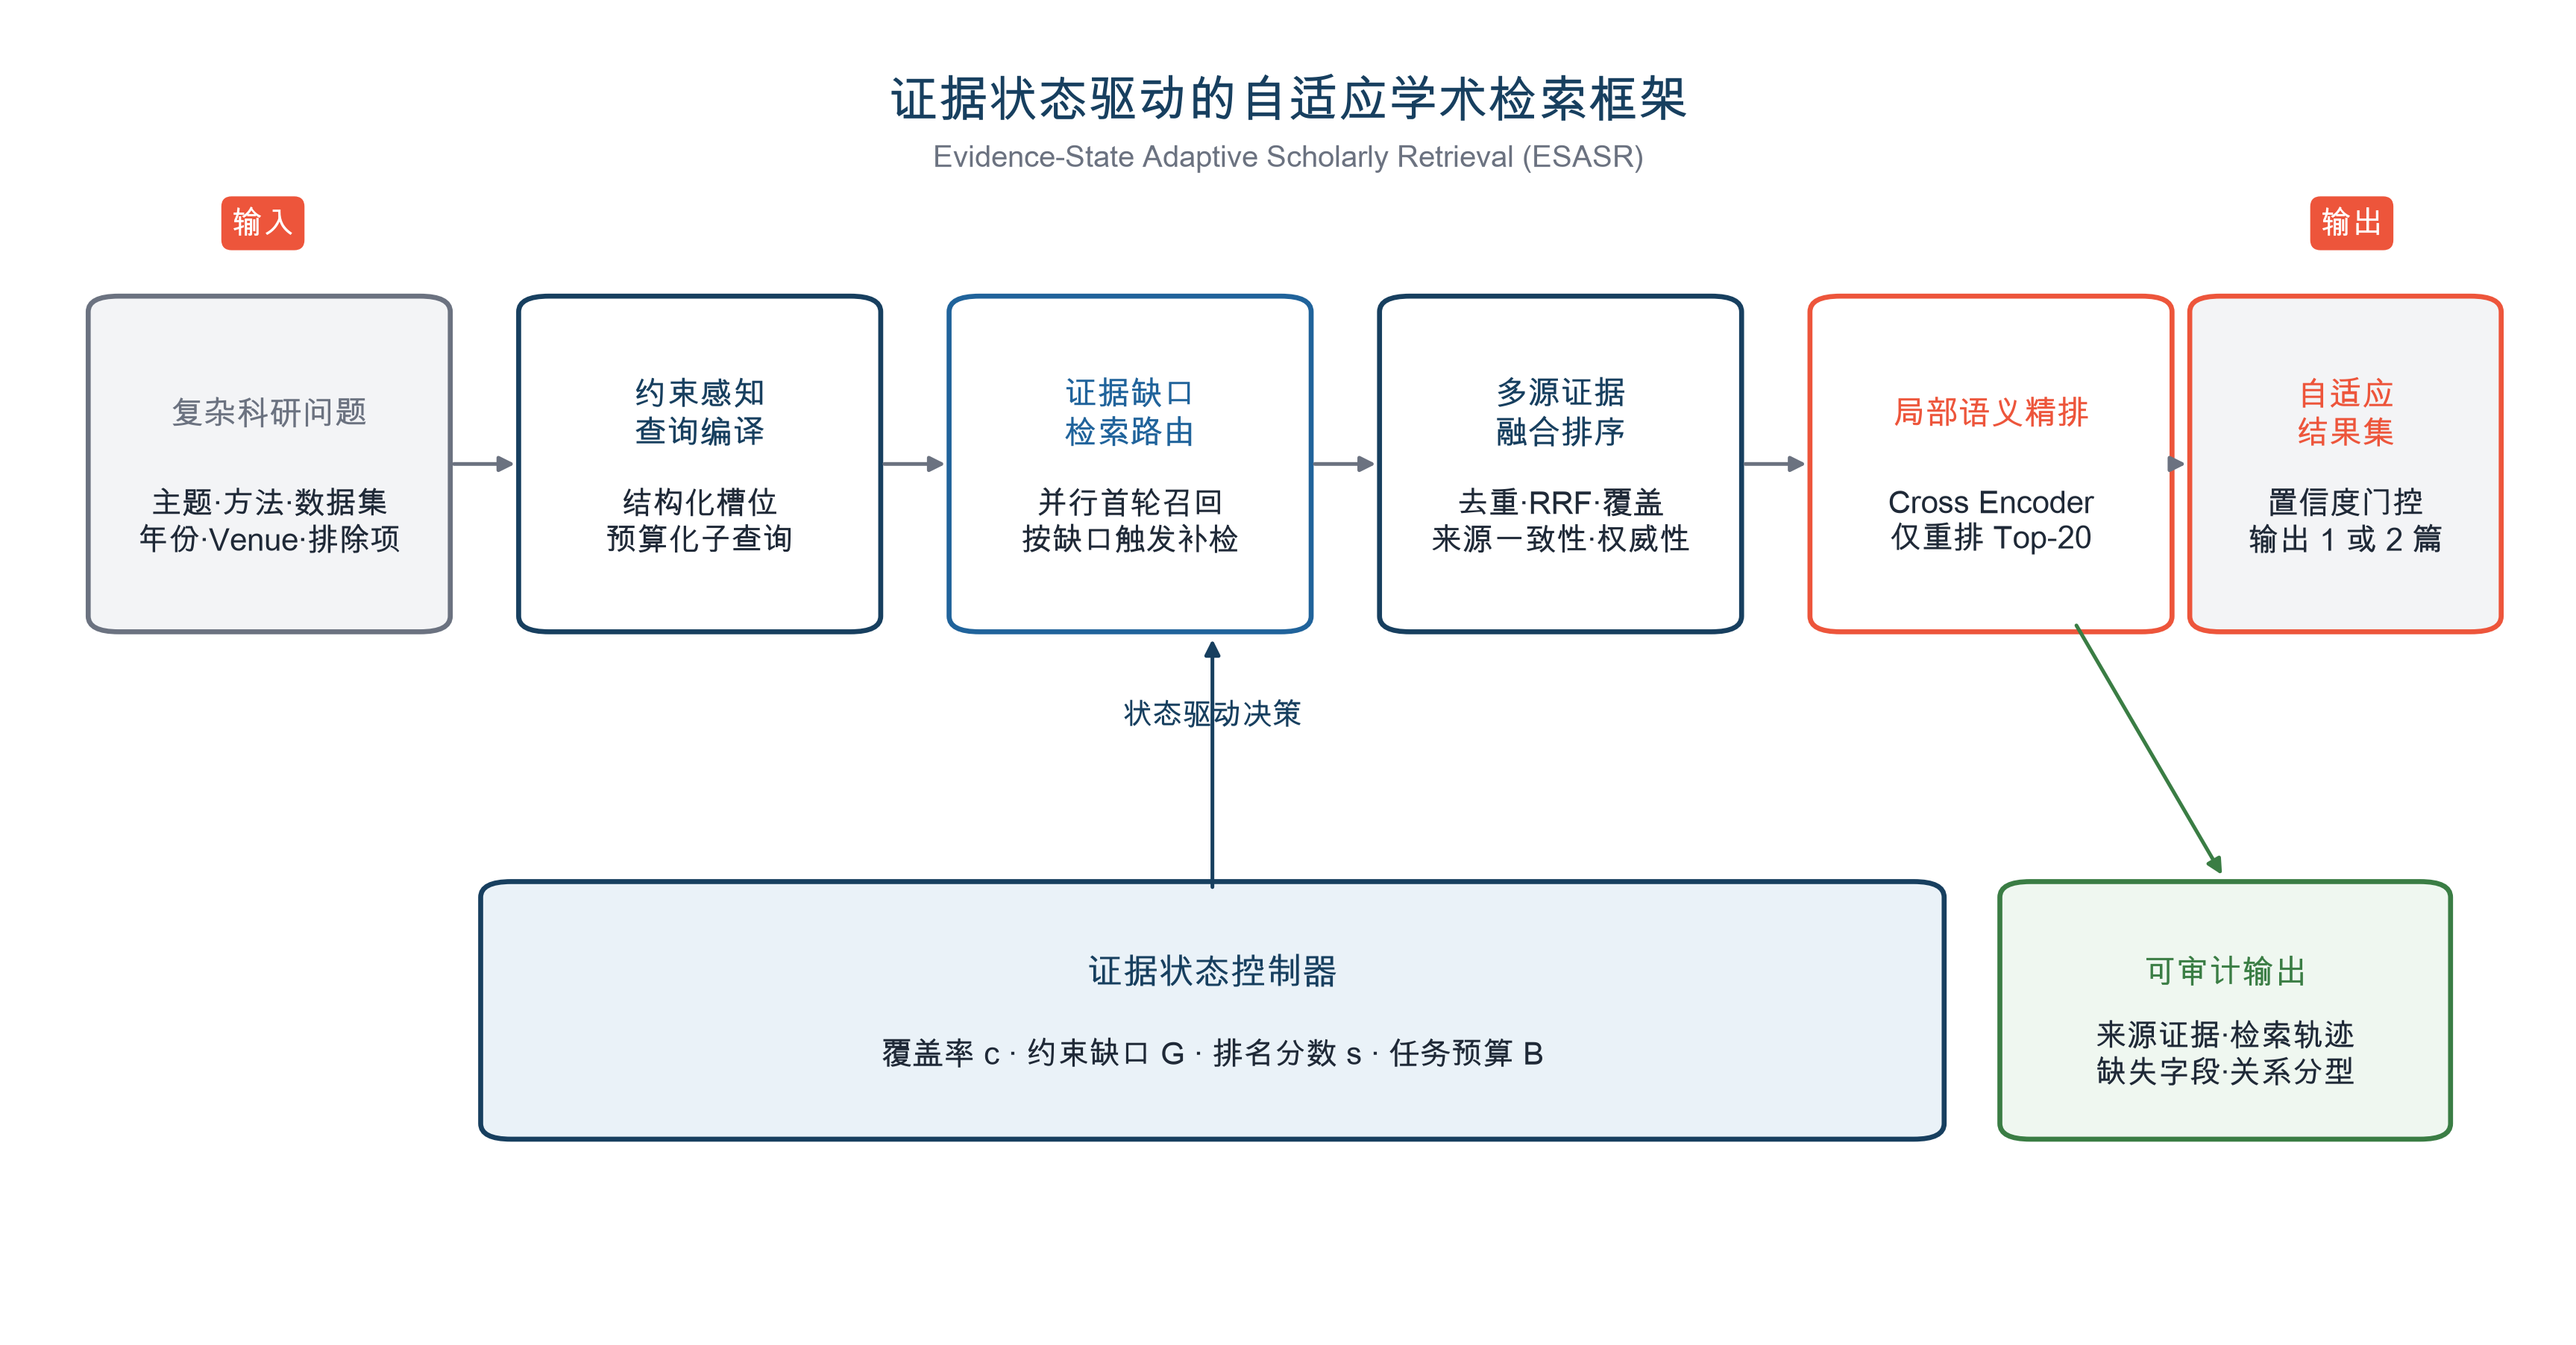 证据状态驱动的自适应学术检索框架
Evidence-State Adaptive Scholarly Retrieval (ESASR)
输入
输出
复杂科研问题
主题·方法·数据集
年份·Venue·排除项
约束感知
查询编译
结构化槽位
预算化子查询
证据缺口
检索路由
并行首轮召回
按缺口触发补检
多源证据
融合排序
去重·RRF·覆盖
来源一致性·权威性
局部语义精排
Cross Encoder
仅重排 Top-20
自适应
结果集
置信度门控
输出 1 或 2 篇
状态驱动决策
证据状态控制器
覆盖率 c · 约束缺口 G · 排名分数 s · 任务预算 B
可审计输出
来源证据·检索轨迹
缺失字段·关系分型